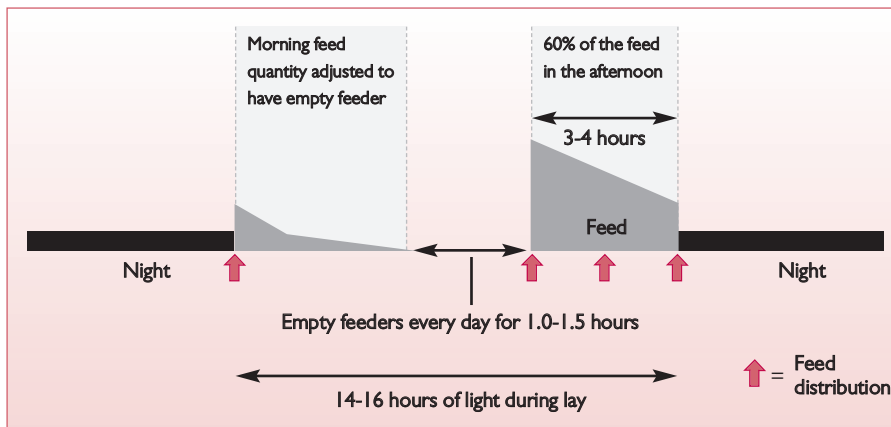 Morning feed
quantity adjusted to
have empty feeder
60% of the feed
in the afternoon
3-4 hours
Feed
Night
Night
Empty feeders every day for 1.0-1.5 hours
14-16 hours of light during lay
= Feed
distribution